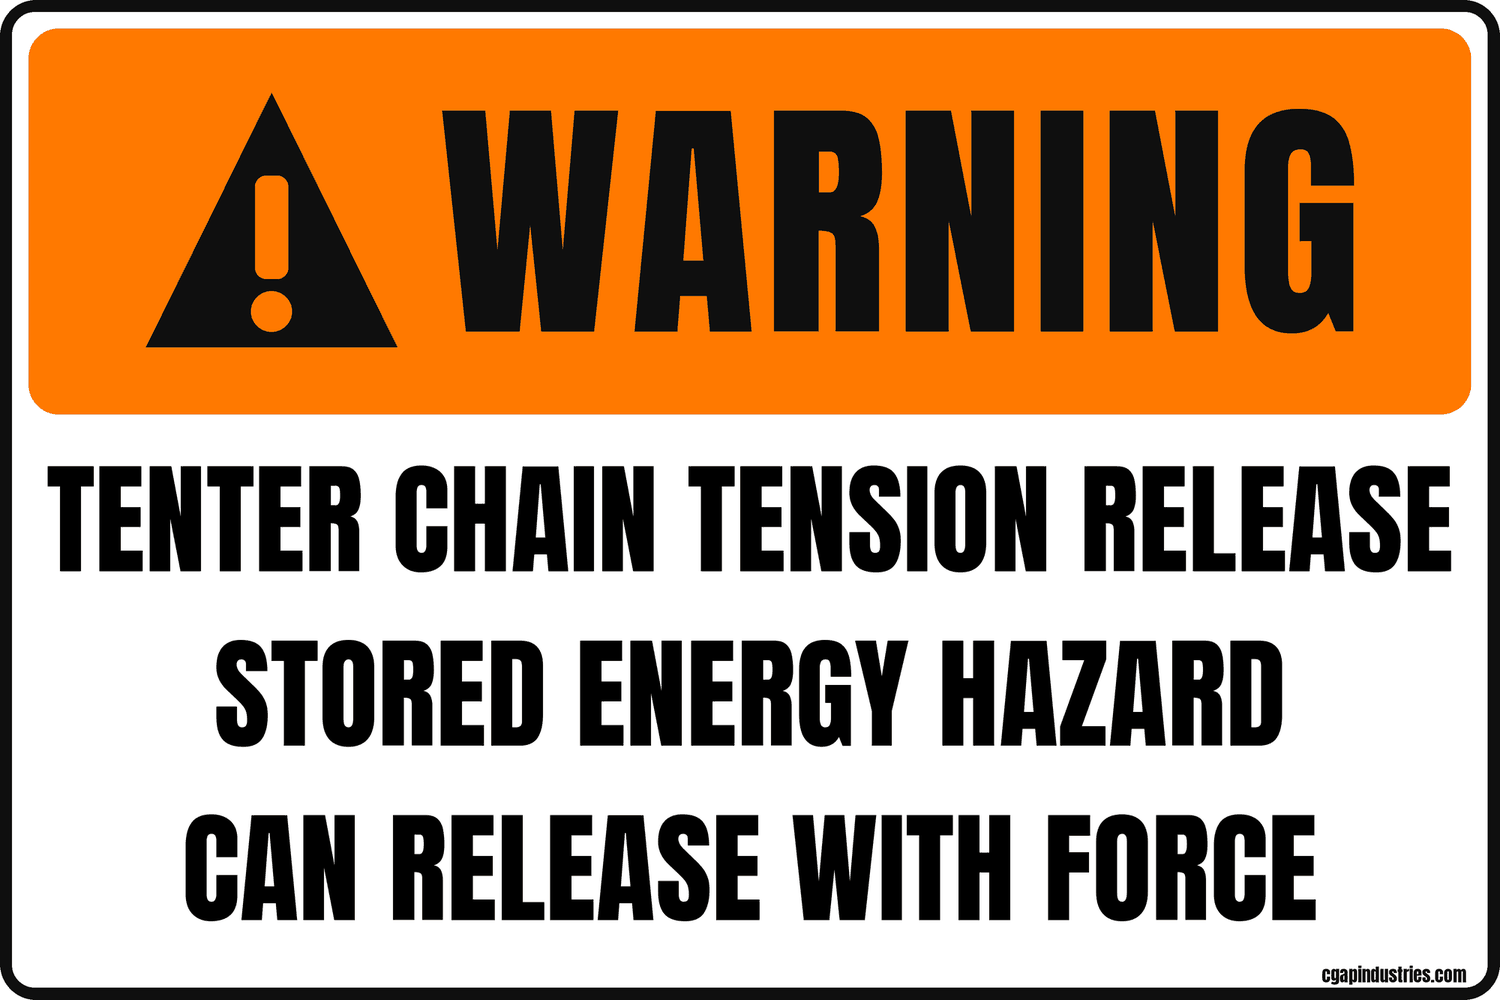 WARNING
TENTER CHAIN TENSION RELEASE
STORED ENERGY HAZARD
CAN RELEASE WITH FORCE
cgapindustries.com